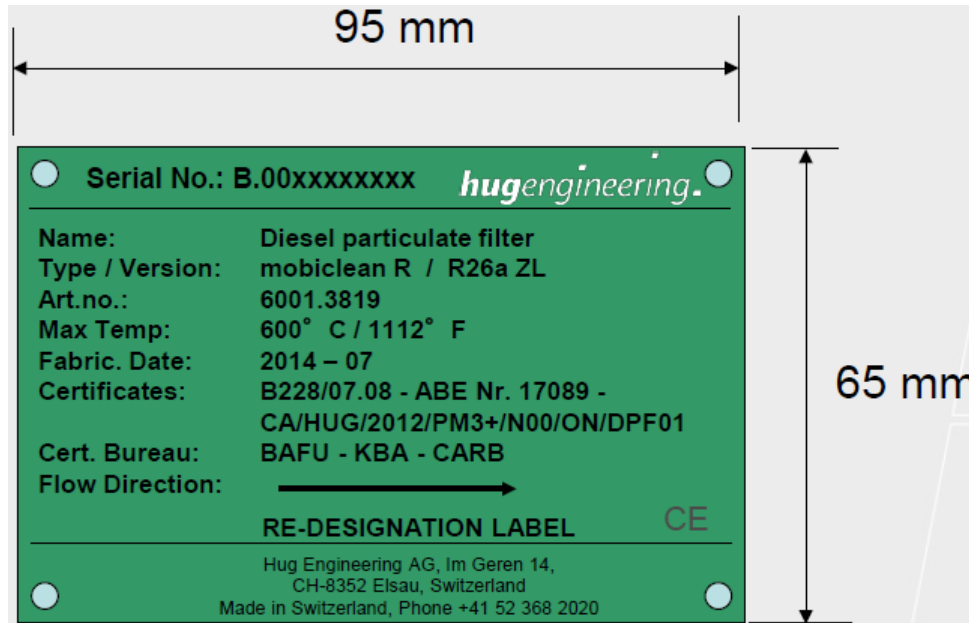 95 mm
Serial No.: B.00xxxxxxxx hugengineering.
Name: Diesel particulate filter
Type / Version: mobiclean R / R26a ZL
Art.no.: 6001.3819
Max Temp: 600° C / 1112° F
Fabric. Date: 2014 – 07
Certificates: B228/07.08 - ABE Nr. 17089 -
CA/HUG/2012/PM3+/N00/ON/DPF01
Cert. Bureau: BAFU - KBA - CARB
Flow Direction:
RE-DESIGNATION LABEL CE
Hug Engineering AG, Im Geren 14,
CH-8352 Elsau, Switzerland
Made in Switzerland, Phone +41 52 368 2020
65 mm